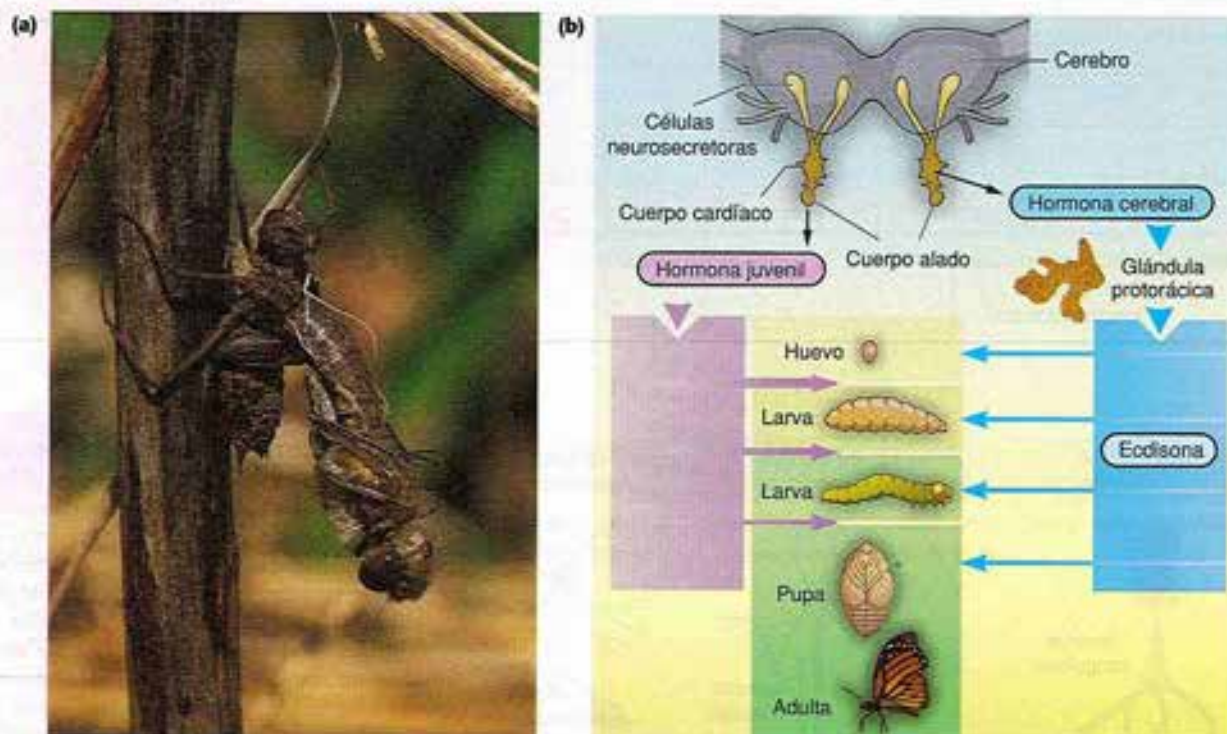 (a)
(b)
Cerebro
Células
neurosecretoras
Cuerpo cardíaco
Hormona cerebral
Cuerpo alado
Hormona juvenil
Glándula
protorácica
Huevo
Larva
Ecdisona
Larva
Pupa
Adulta